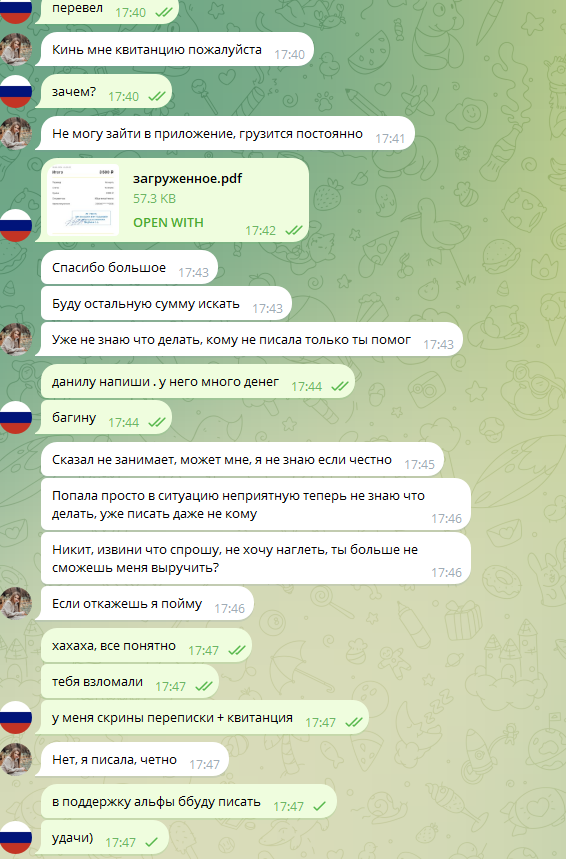 перевел 17:40
Кинь мне квитанцию пожалуйста 17:40
зачем? 17:40
Не могу зайти в приложение, грузится постоянно 17:41
загруженное.pdf
57.3 KB
OPEN WITH 17:42
Спасибо большое 17:43
Буду остальную сумму искать 17:43
Уже не знаю что делать, кому не писала только ты помог 17:43
данилу напиши . у него много денег 17:44
багину 17:44
Сказал не занимает, может мне, я не знаю если честно 17:45
Попала просто в ситуацию неприятную теперь не знаю что
делать, уже писать даже не кому 17:46
Никит, извини что спрошу, не хочу наглеть, ты больше не
сможешь меня выручить? 17:46
Если откажешь я пойму 17:46
хахаха, все понятно 17:47
тебя взломали 17:47
у меня скрины переписки + квитанция 17:47
Нет, я писала, четно 17:47
в поддержку альфы ббуду писать 17:47
удачи) 17:47